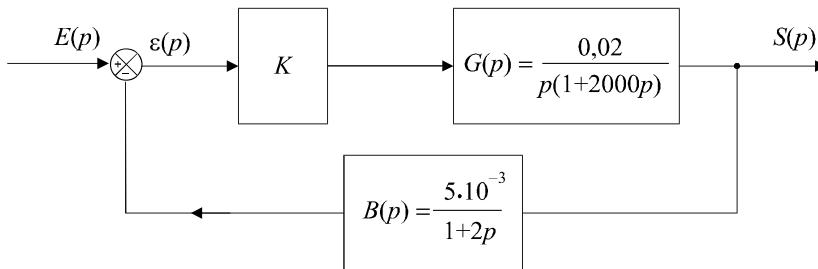 E(p)
ε(p)
+
−
K
G(p) = 0,02 / p(1+2000p)
S(p)
B(p) = 5.10⁻³ / 1+2p